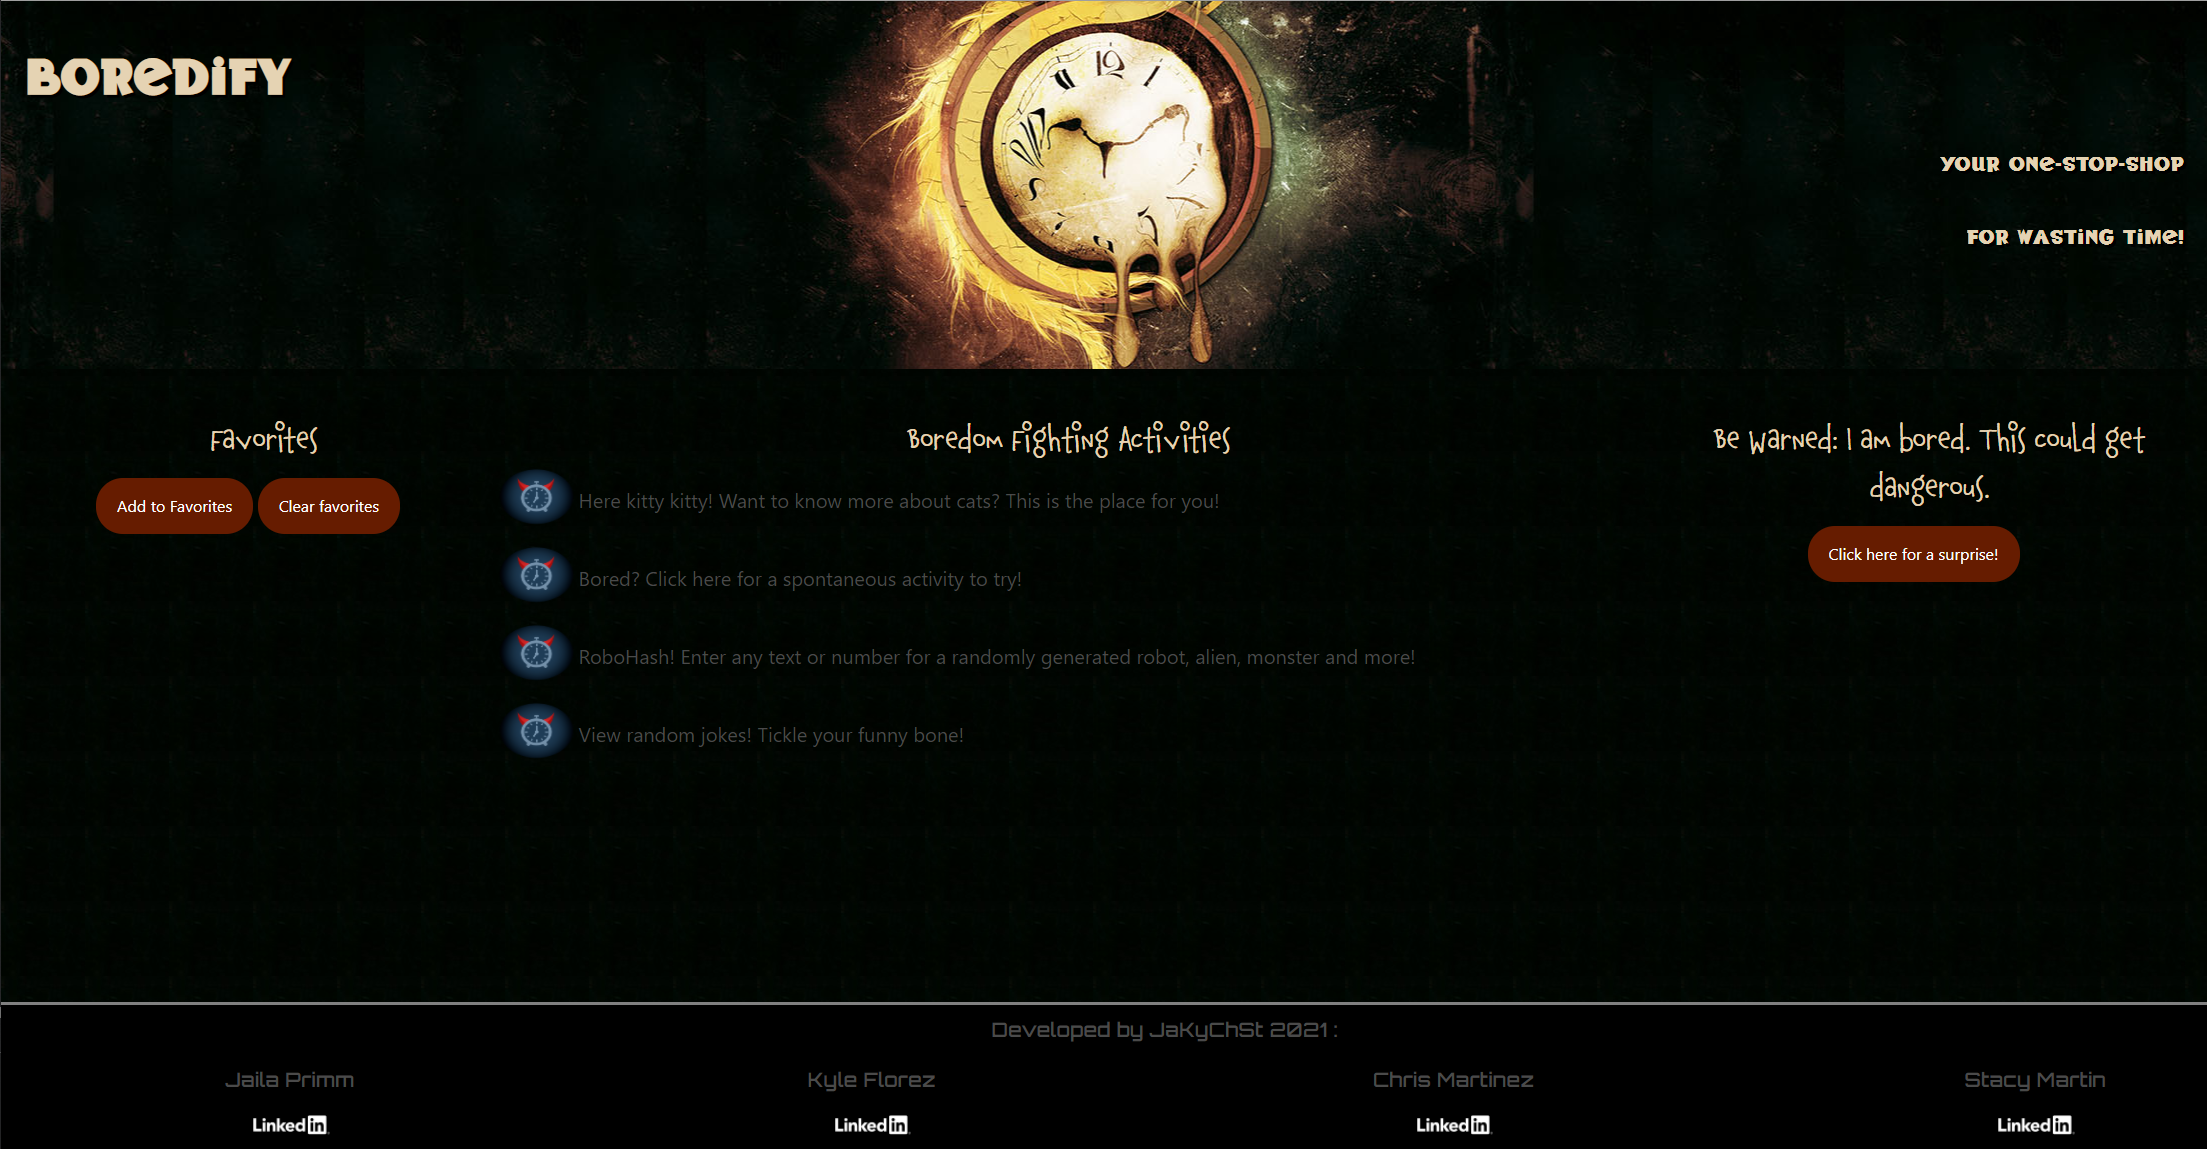 BOREDiFY
YOUR ONE-STOP-SHOP
FOR WASTiNG TiMe!
Favorites
Add to Favorites
Clear favorites
Boredom Fighting Activities
Here kitty kitty! Want to know more about cats? This is the place for you!
Bored? Click here for a spontaneous activity to try!
RoboHash! Enter any text or number for a randomly generated robot, alien, monster and more!
View random jokes! Tickle your funny bone!
Be Warned: I am bored. This could get
dangerous.
Click here for a surprise!
Developed by JaKyChSt 2021 :
Jaila Primm
LinkedIn
Kyle Florez
LinkedIn
Chris Martinez
LinkedIn
Stacy Martin
LinkedIn